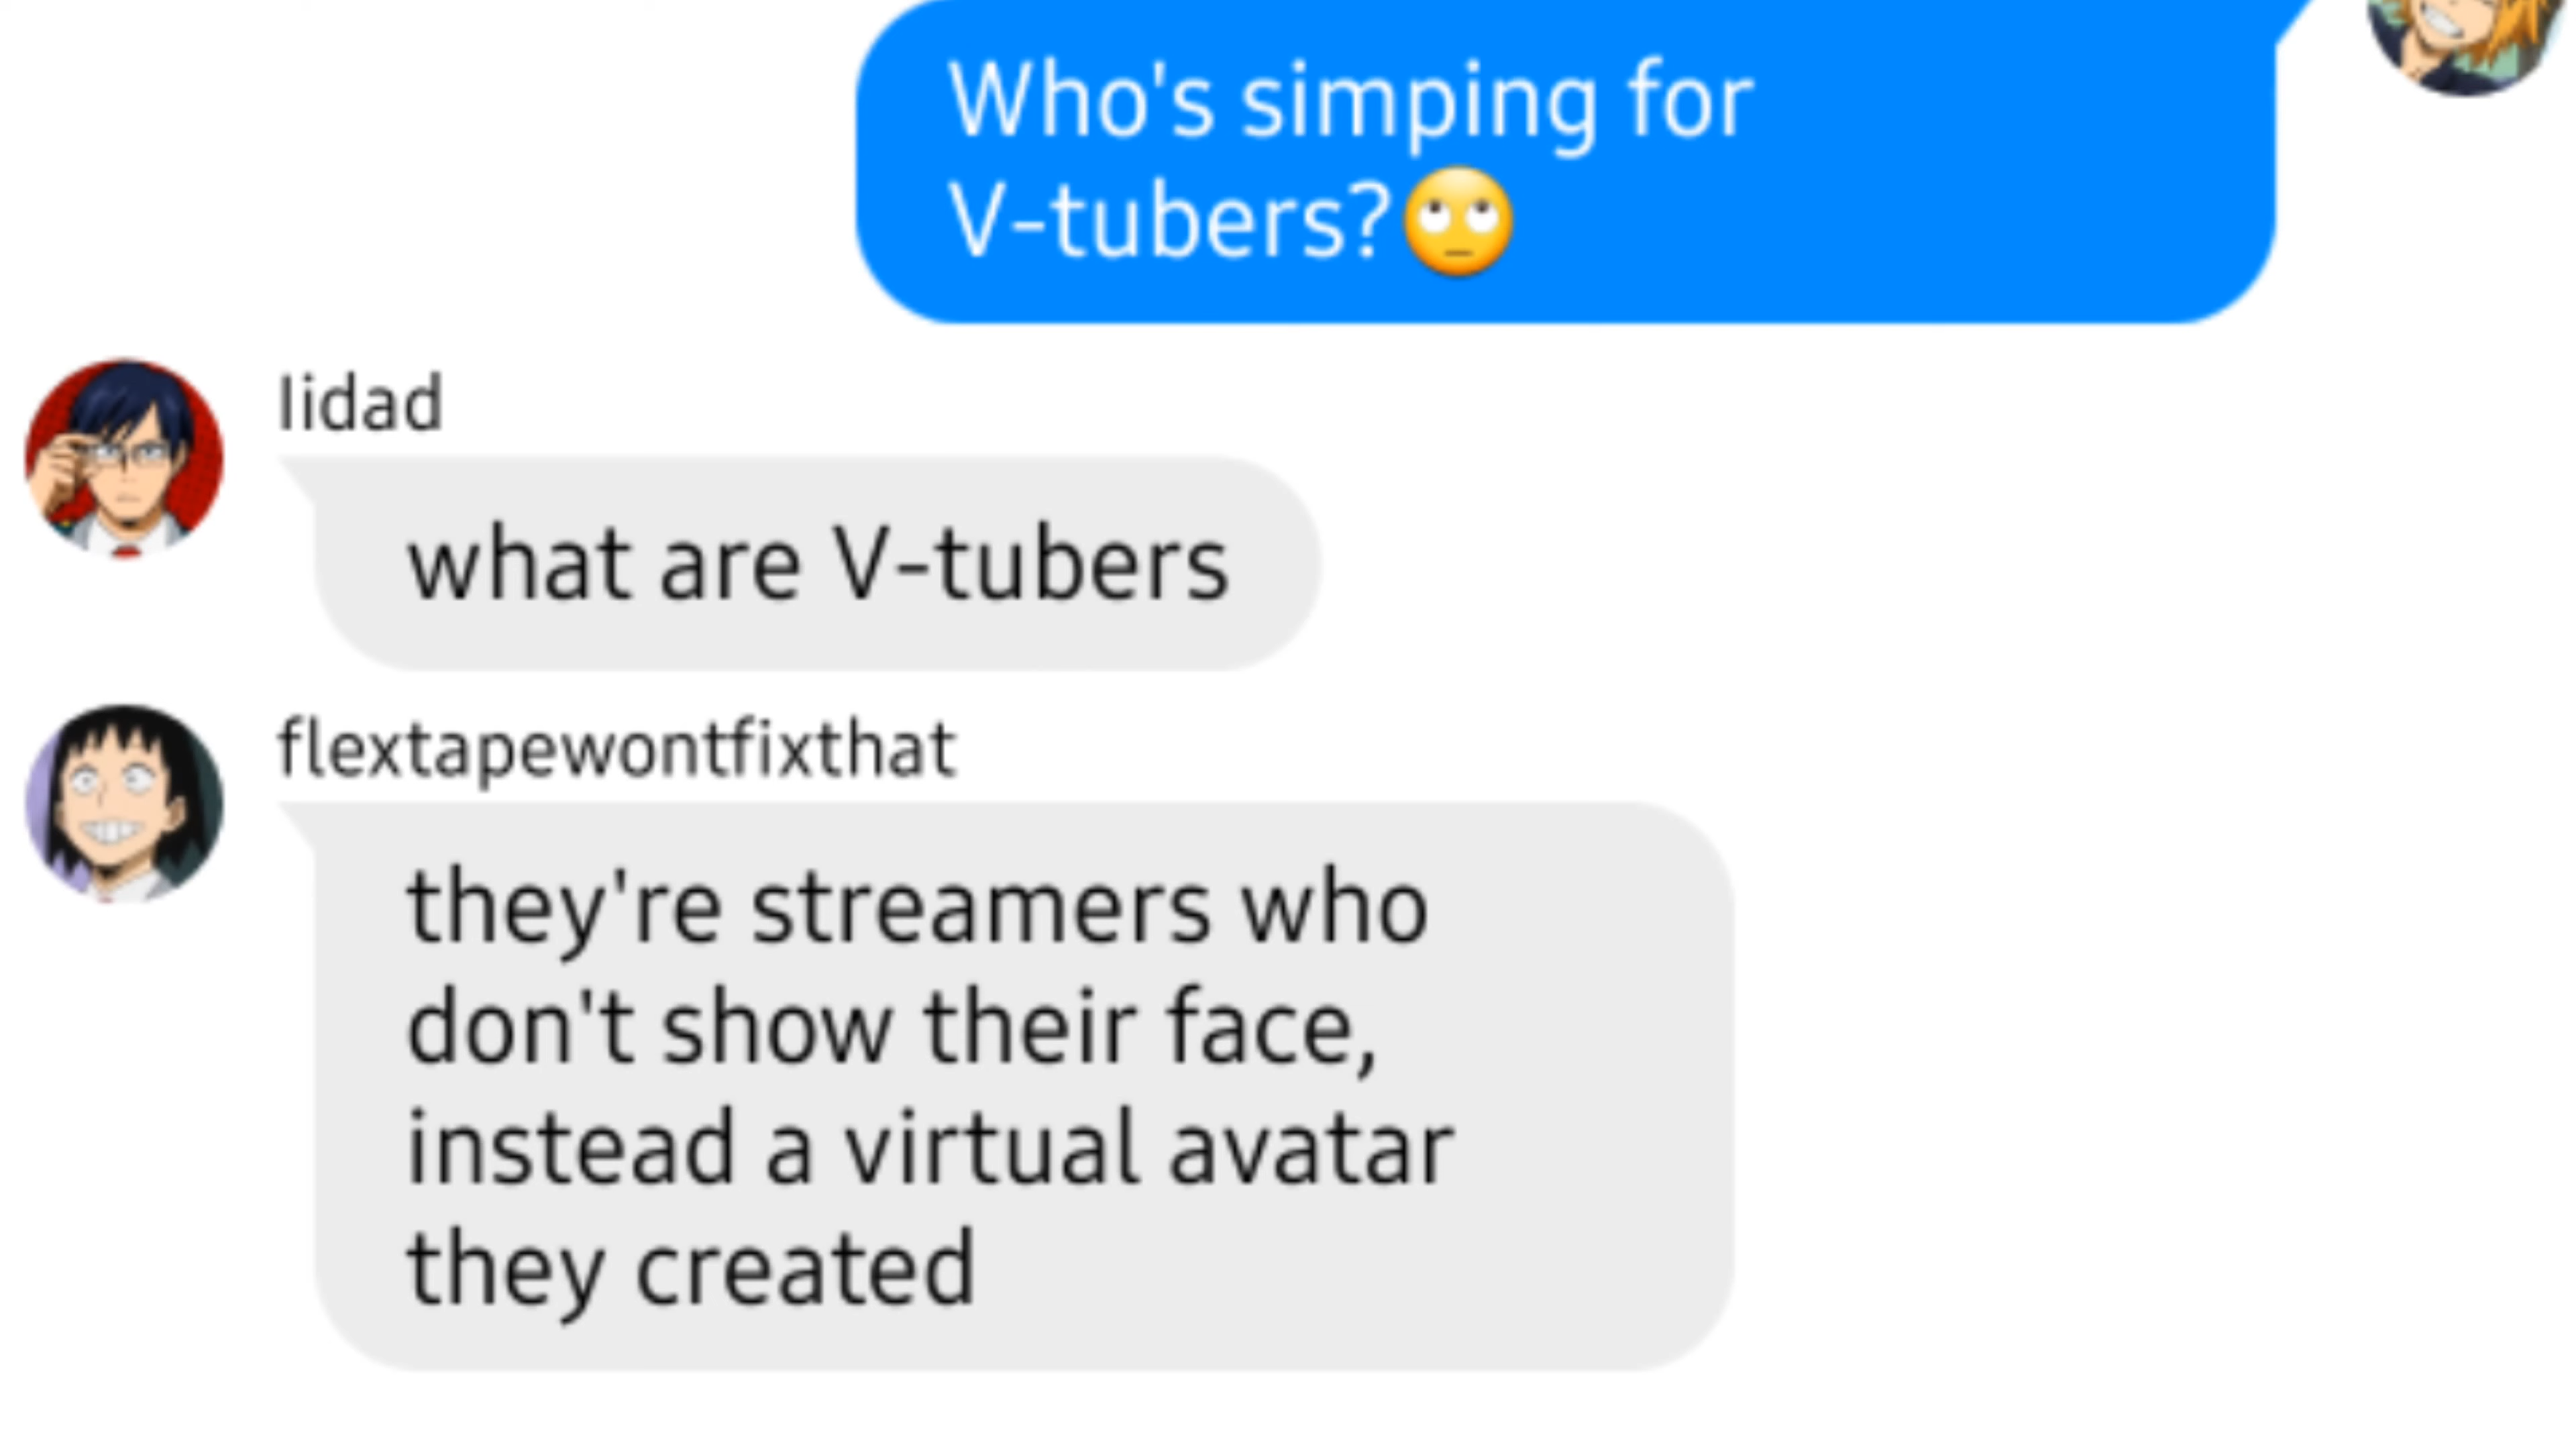 Who's simping for
V-tubers?🙄
Iidad
what are V-tubers
flextapewontfixthat
they're streamers who
don't show their face,
instead a virtual avatar
they created